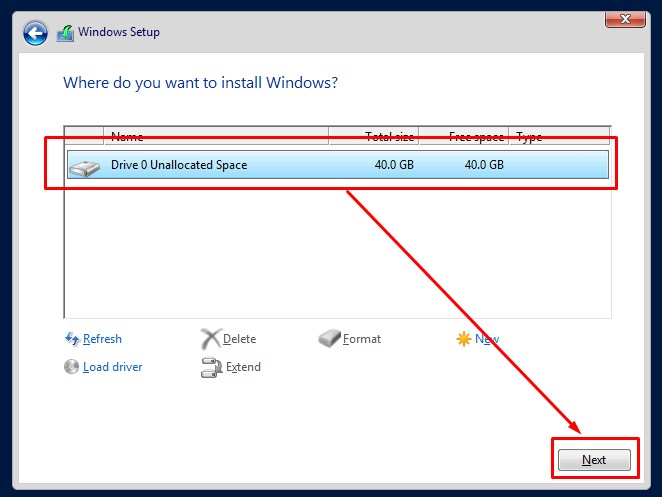 Windows Setup
Where do you want to install Windows?
Name Total size Free space Type
Drive 0 Unallocated Space 40.0 GB 40.0 GB
Refresh Delete Format New
Load driver Extend
Next